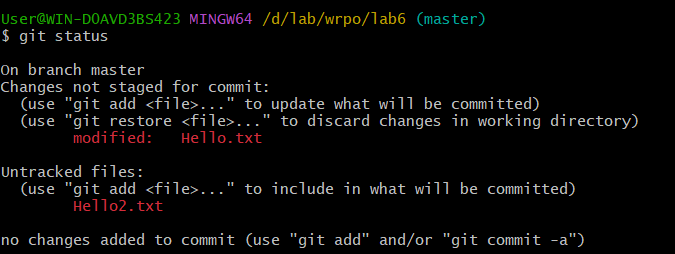 User@WIN-DOAVD3BS423 MINGW64 /d/lab/wrpo/lab6 (master)
$ git status
On branch master
Changes not staged for commit:
(use "git add <file>..." to update what will be committed)
(use "git restore <file>..." to discard changes in working directory)
modified:   Hello.txt
Untracked files:
(use "git add <file>..." to include in what will be committed)
Hello2.txt
no changes added to commit (use "git add" and/or "git commit -a")